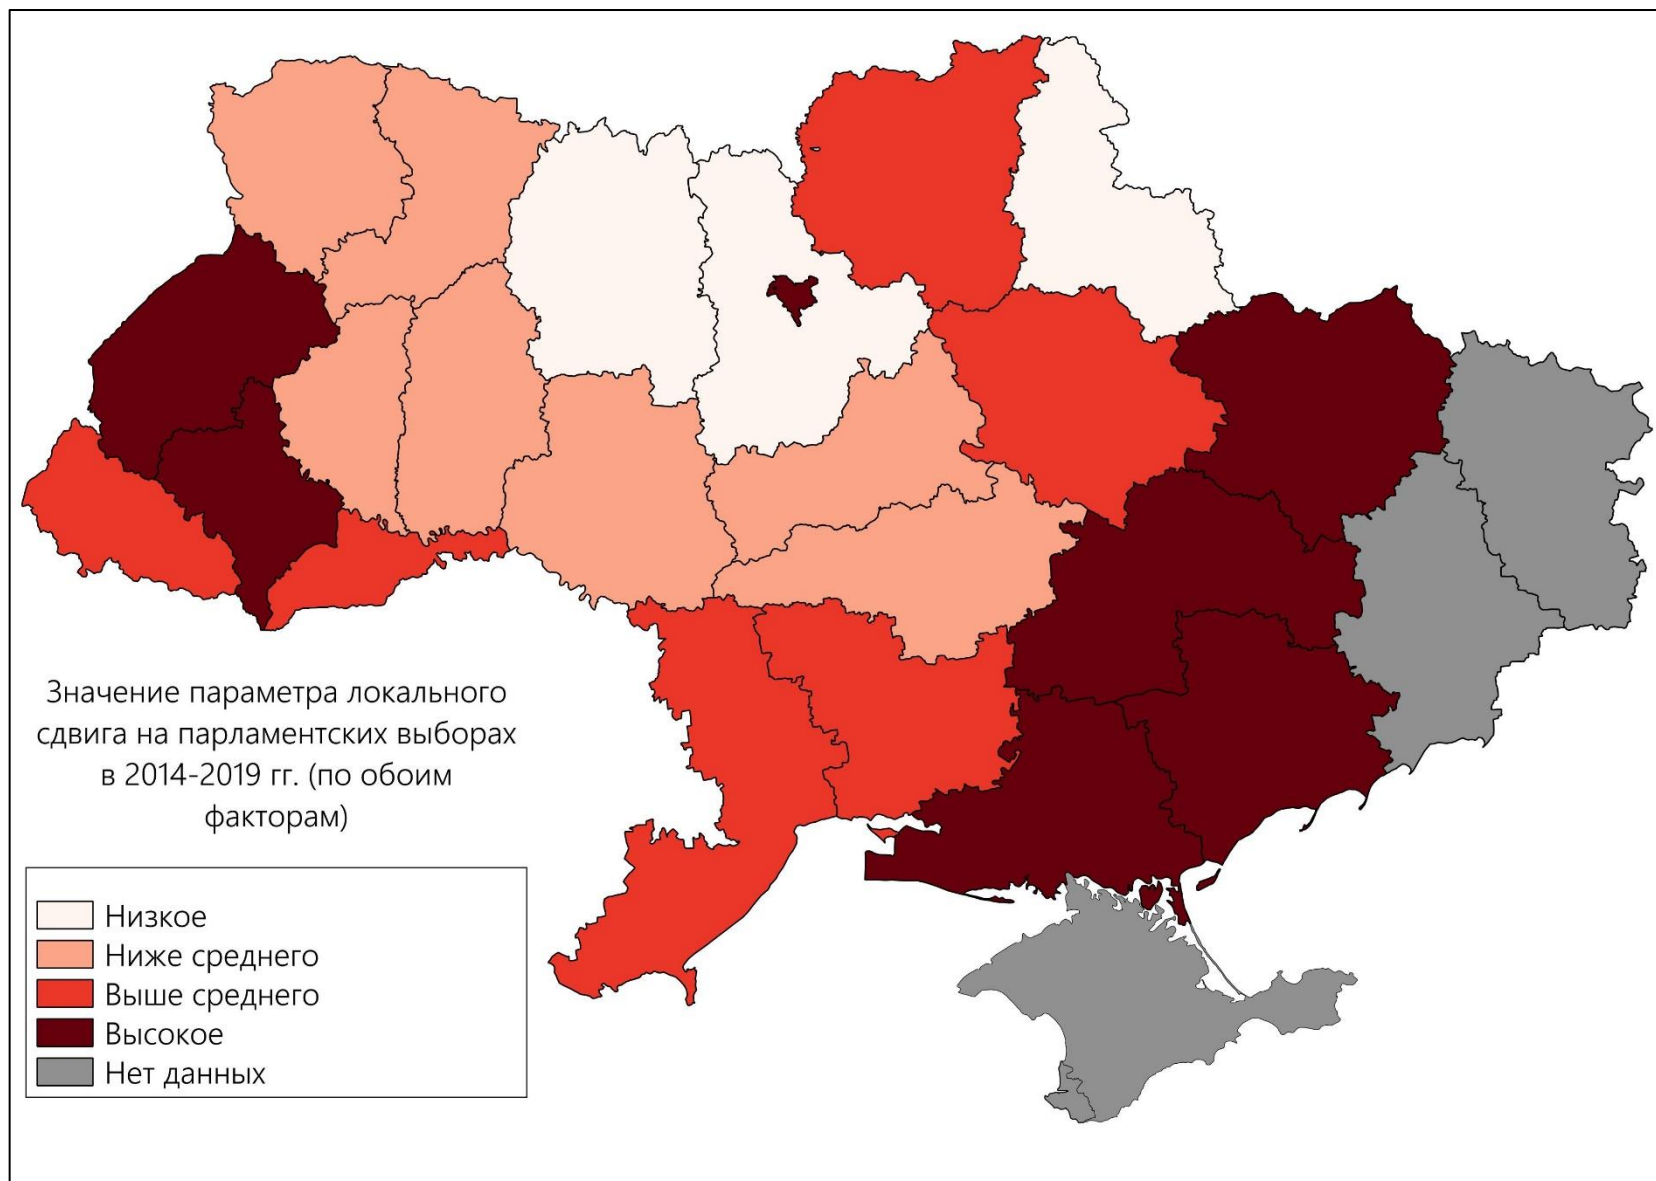 Значение параметра локального
сдвига на парламентских выборах
в 2014-2019 гг. (по обоим
факторам)
Низкое
Ниже среднего
Выше среднего
Высокое
Нет данных